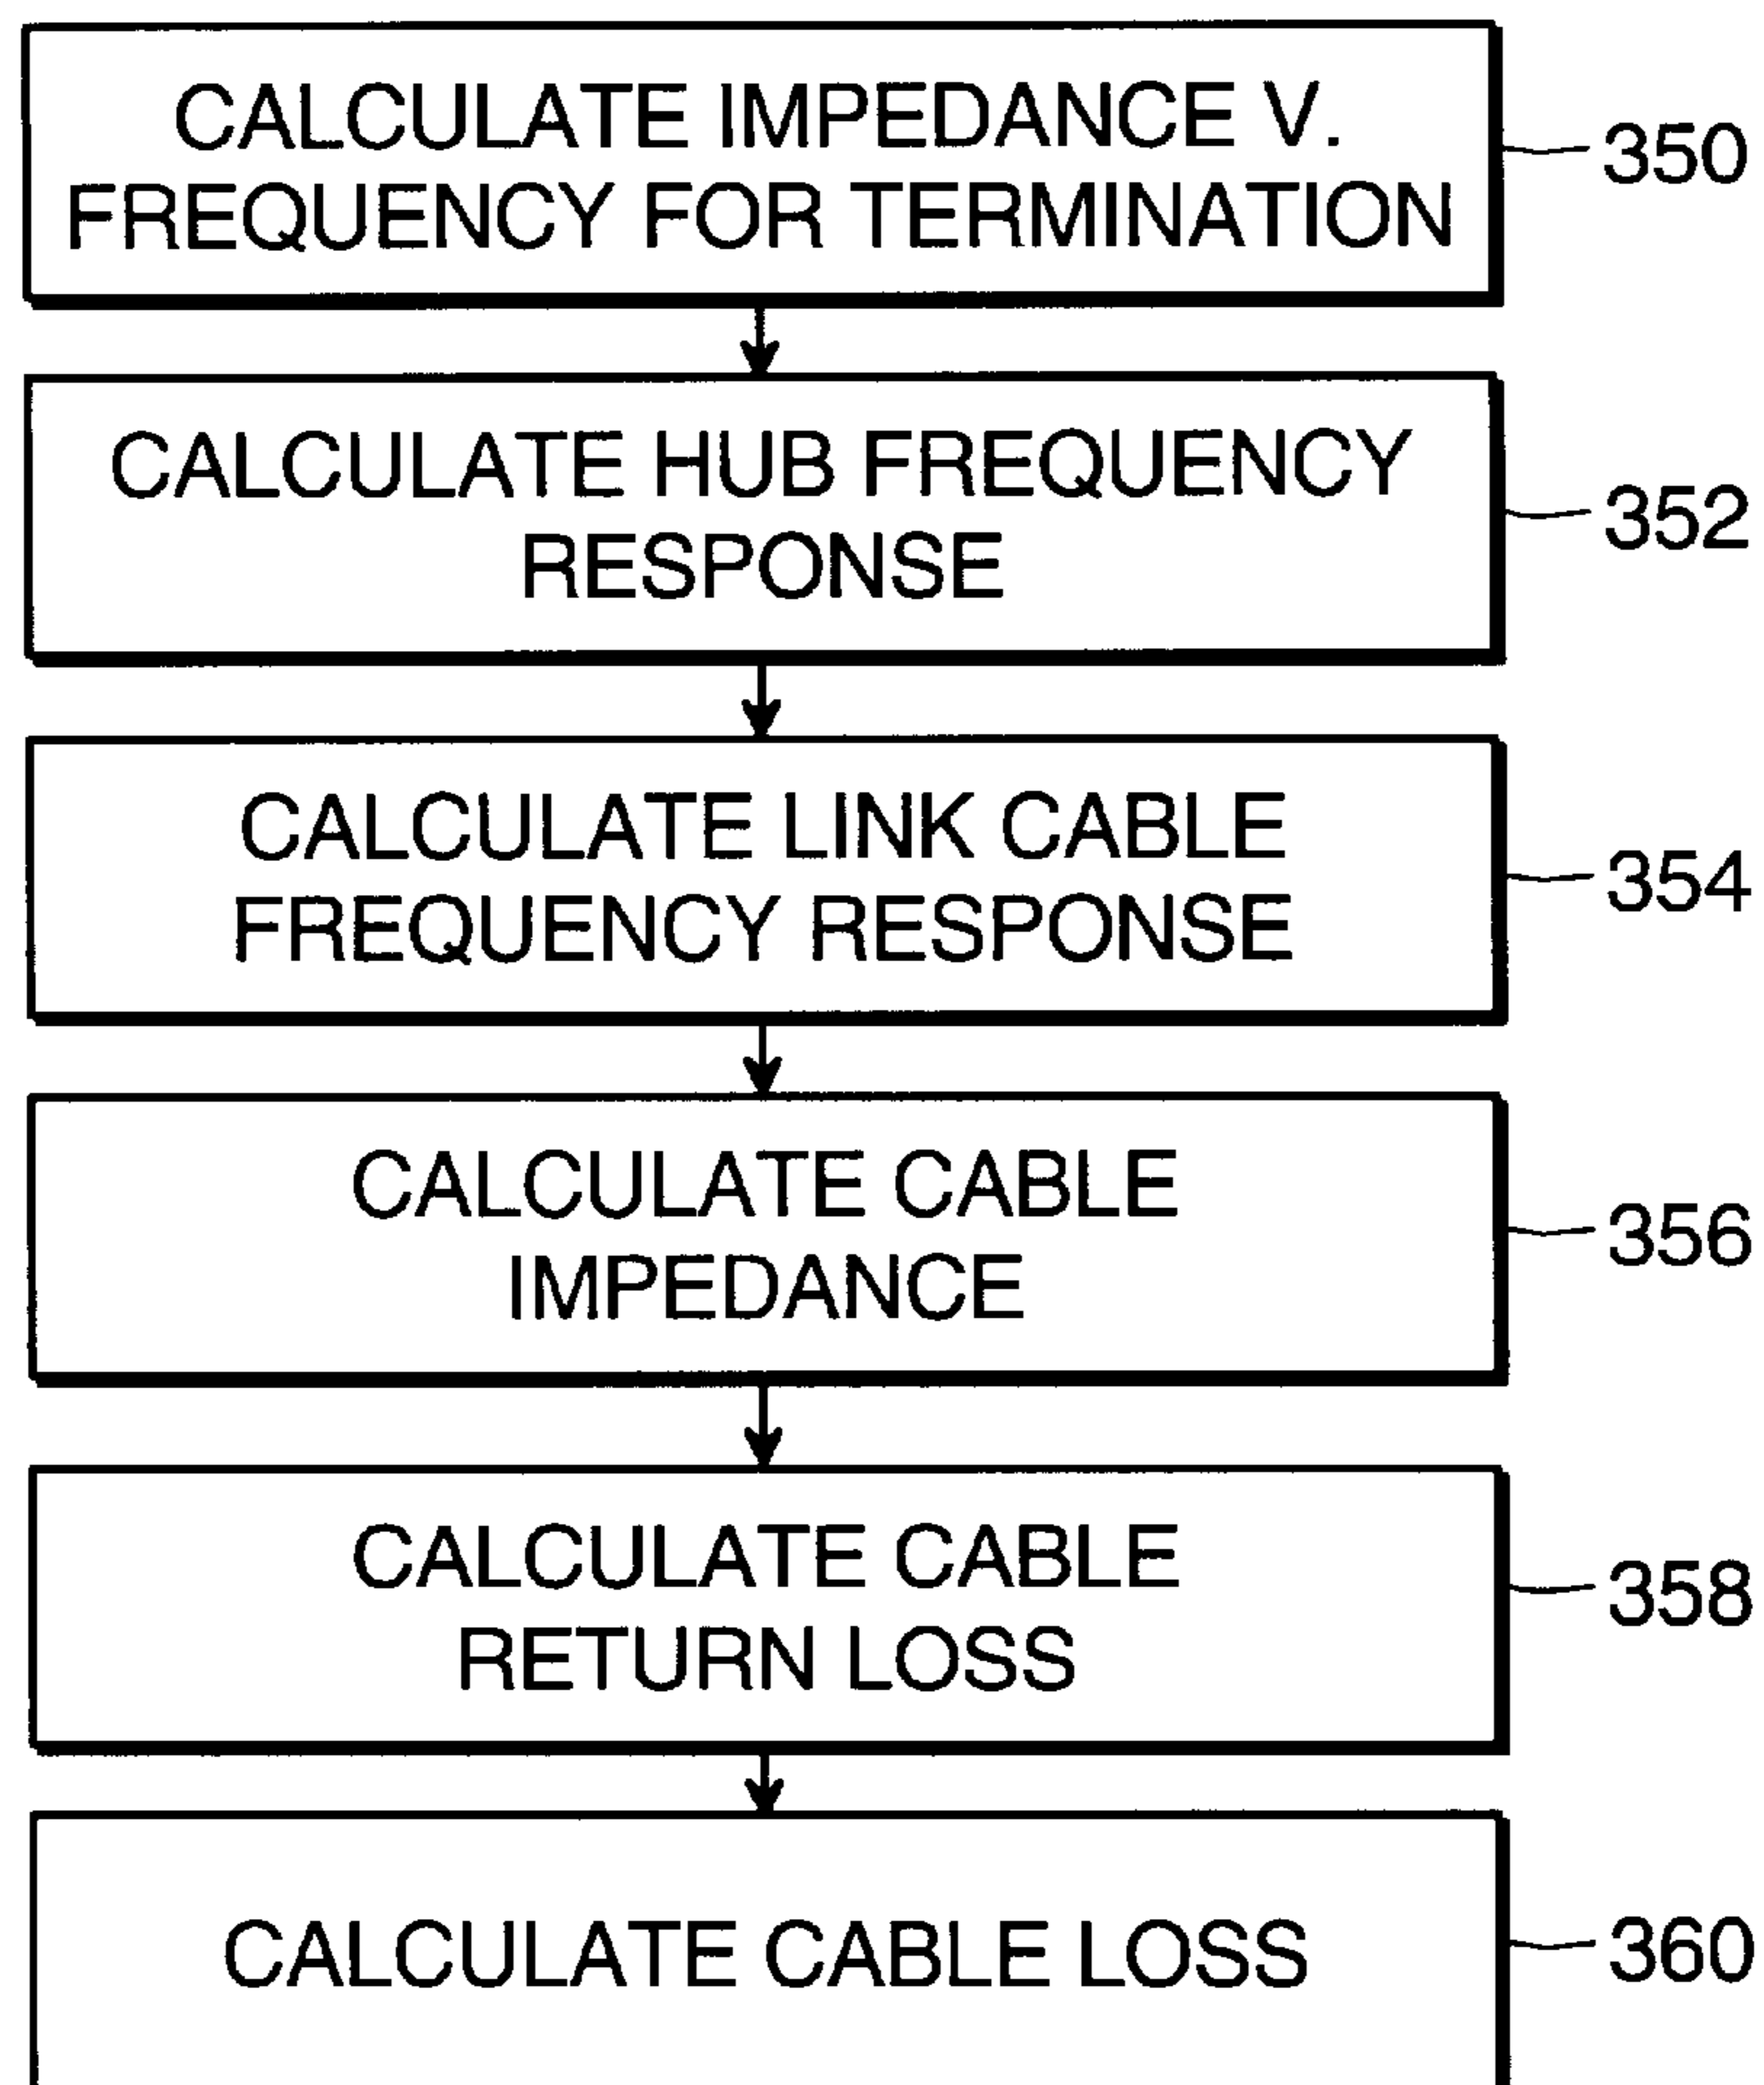 CALCULATE IMPEDANCE V.
FREQUENCY FOR TERMINATION
350
CALCULATE HUB FREQUENCY
RESPONSE
352
CALCULATE LINK CABLE
FREQUENCY RESPONSE
354
CALCULATE CABLE
IMPEDANCE
356
CALCULATE CABLE
RETURN LOSS
358
CALCULATE CABLE LOSS
360